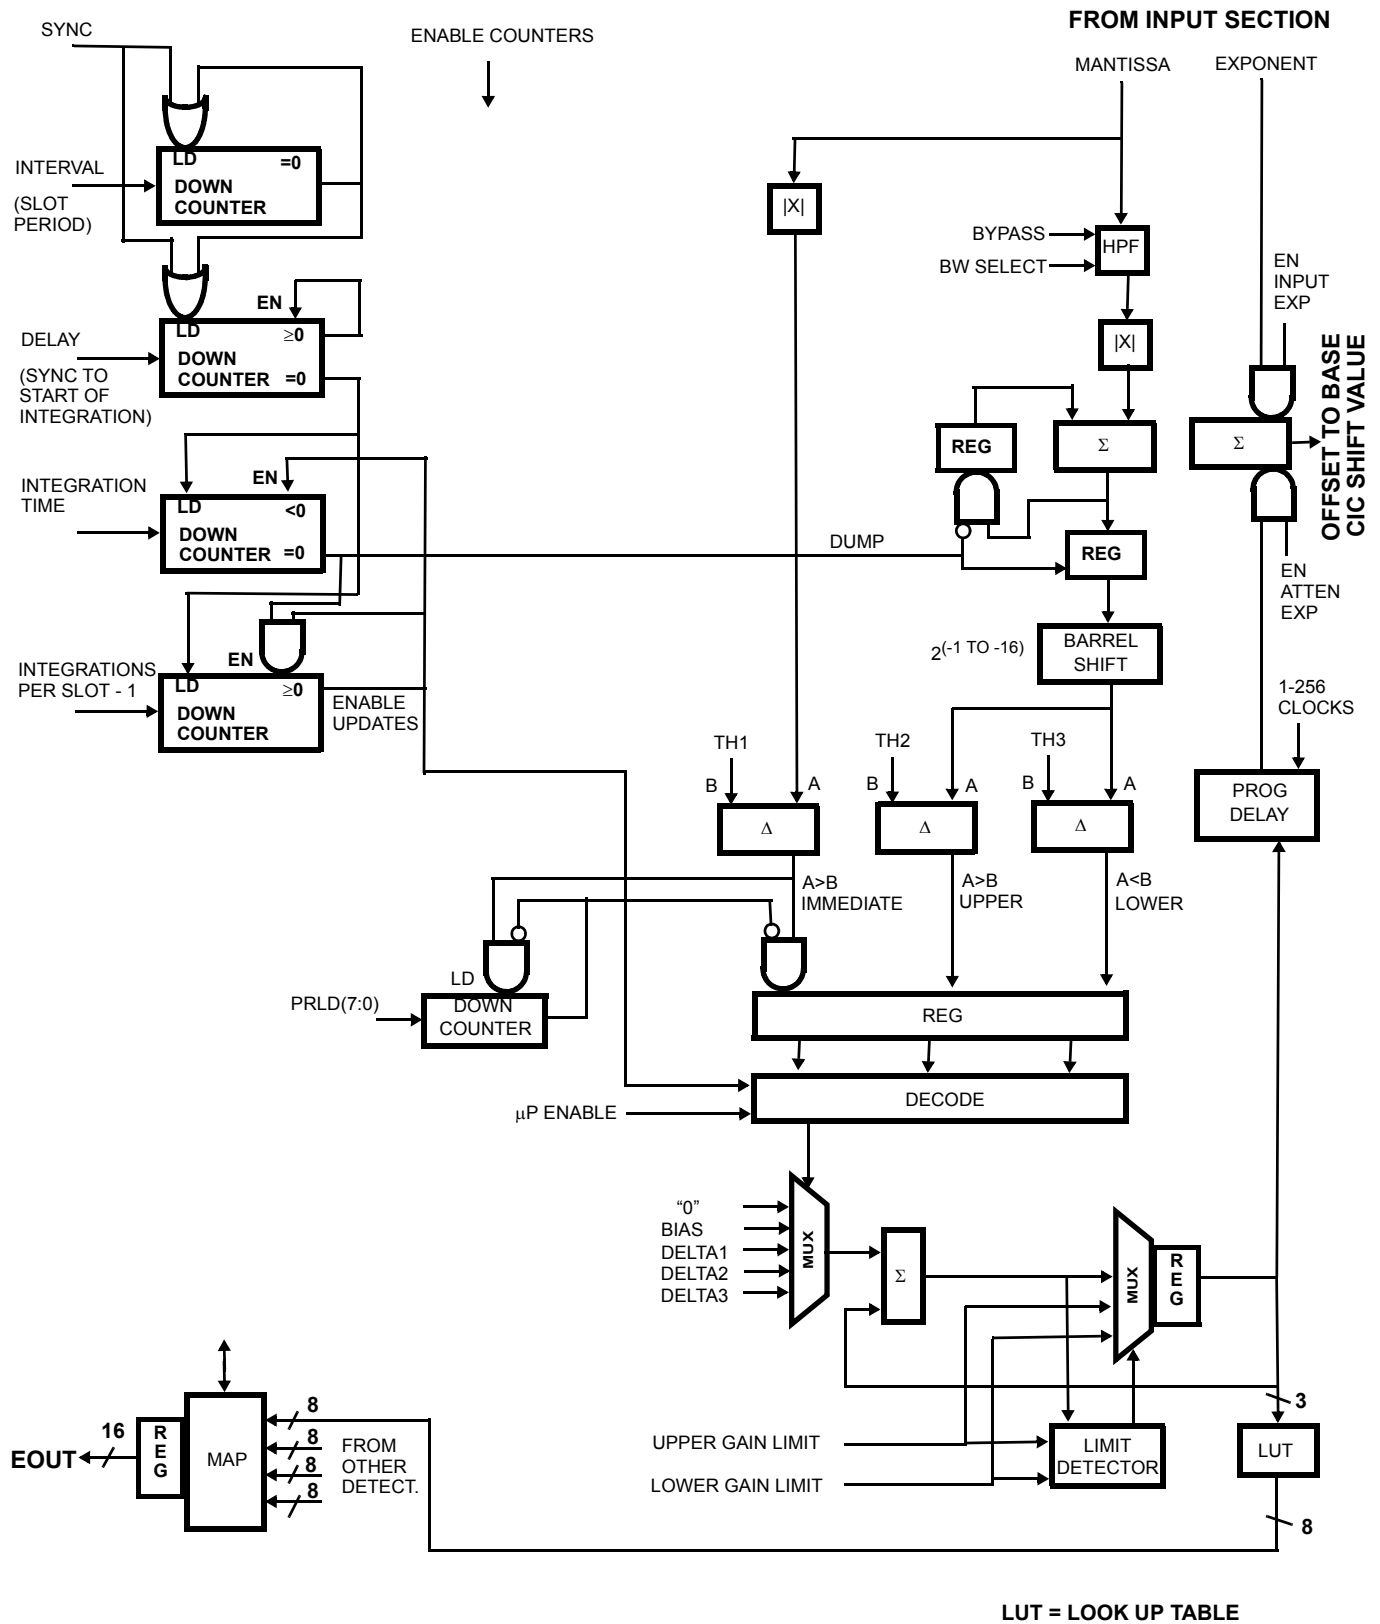 FROM INPUT SECTION
SYNC
ENABLE COUNTERS
MANTISSA
EXPONENT
LD
=0
DOWN
COUNTER
INTERVAL
(SLOT
PERIOD)
|X|
BYPASS
BW SELECT
HPF
EN
INPUT
EXP
EN
LD
≥0
DOWN
COUNTER =0
DELAY
(SYNC TO
START OF
INTEGRATION)
|X|
REG
Σ
Σ
OFFSET TO BASE
CIC SHIFT VALUE
EN
INTEGRATION
TIME
LD
<0
DOWN
COUNTER =0
DUMP
REG
EN
ATTEN
EXP
2(-1 TO -16)
BARREL
SHIFT
EN
INTEGRATIONS
PER SLOT - 1
LD
≥0
DOWN
COUNTER
ENABLE
UPDATES
1-256
CLOCKS
TH1
TH2
TH3
B
A
B
A
B
A
PROG
DELAY
Δ
Δ
Δ
A>B
IMMEDIATE
A>B
UPPER
A<B
LOWER
LD
PRLD(7:0)
DOWN
COUNTER
REG
DECODE
μP ENABLE
“0”
BIAS
DELTA1
DELTA2
DELTA3
MUX
Σ
MUX
R
E
G
3
UPPER GAIN LIMIT
LOWER GAIN LIMIT
LIMIT
DETECTOR
LUT
8
EOUT
16
R
E
G
MAP
8
8
8
8
FROM
OTHER
DETECT.
LUT = LOOK UP TABLE